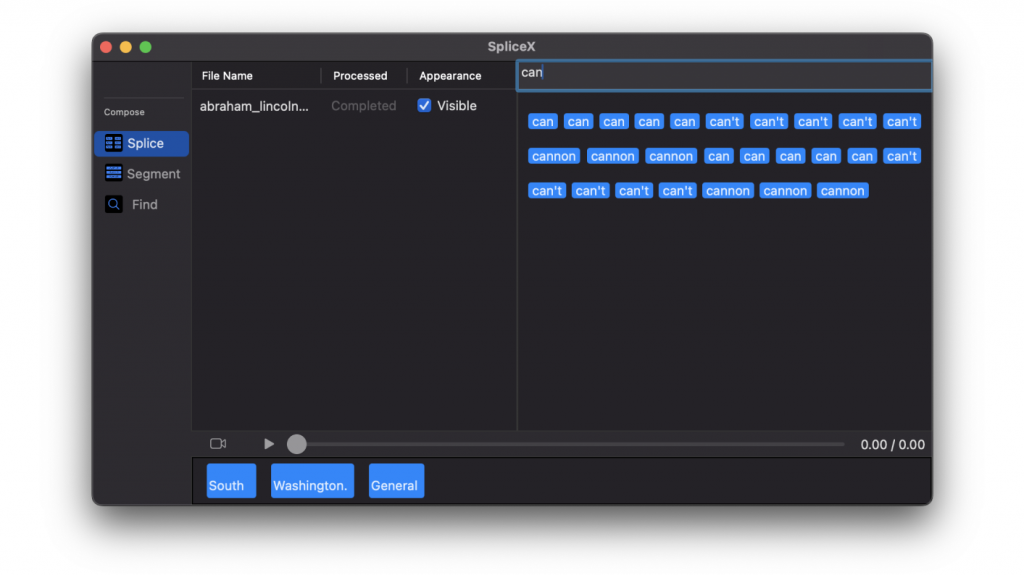 SpliceX
File Name Processed Appearance
can
Compose
abraham_lincoln... Completed Visible
can can can can can can't can't can't can't can't
Splice
cannon cannon cannon can can can can can can't
Segment
can't can't can't can't cannon cannon cannon
Find
0.00 / 0.00
South Washington. General